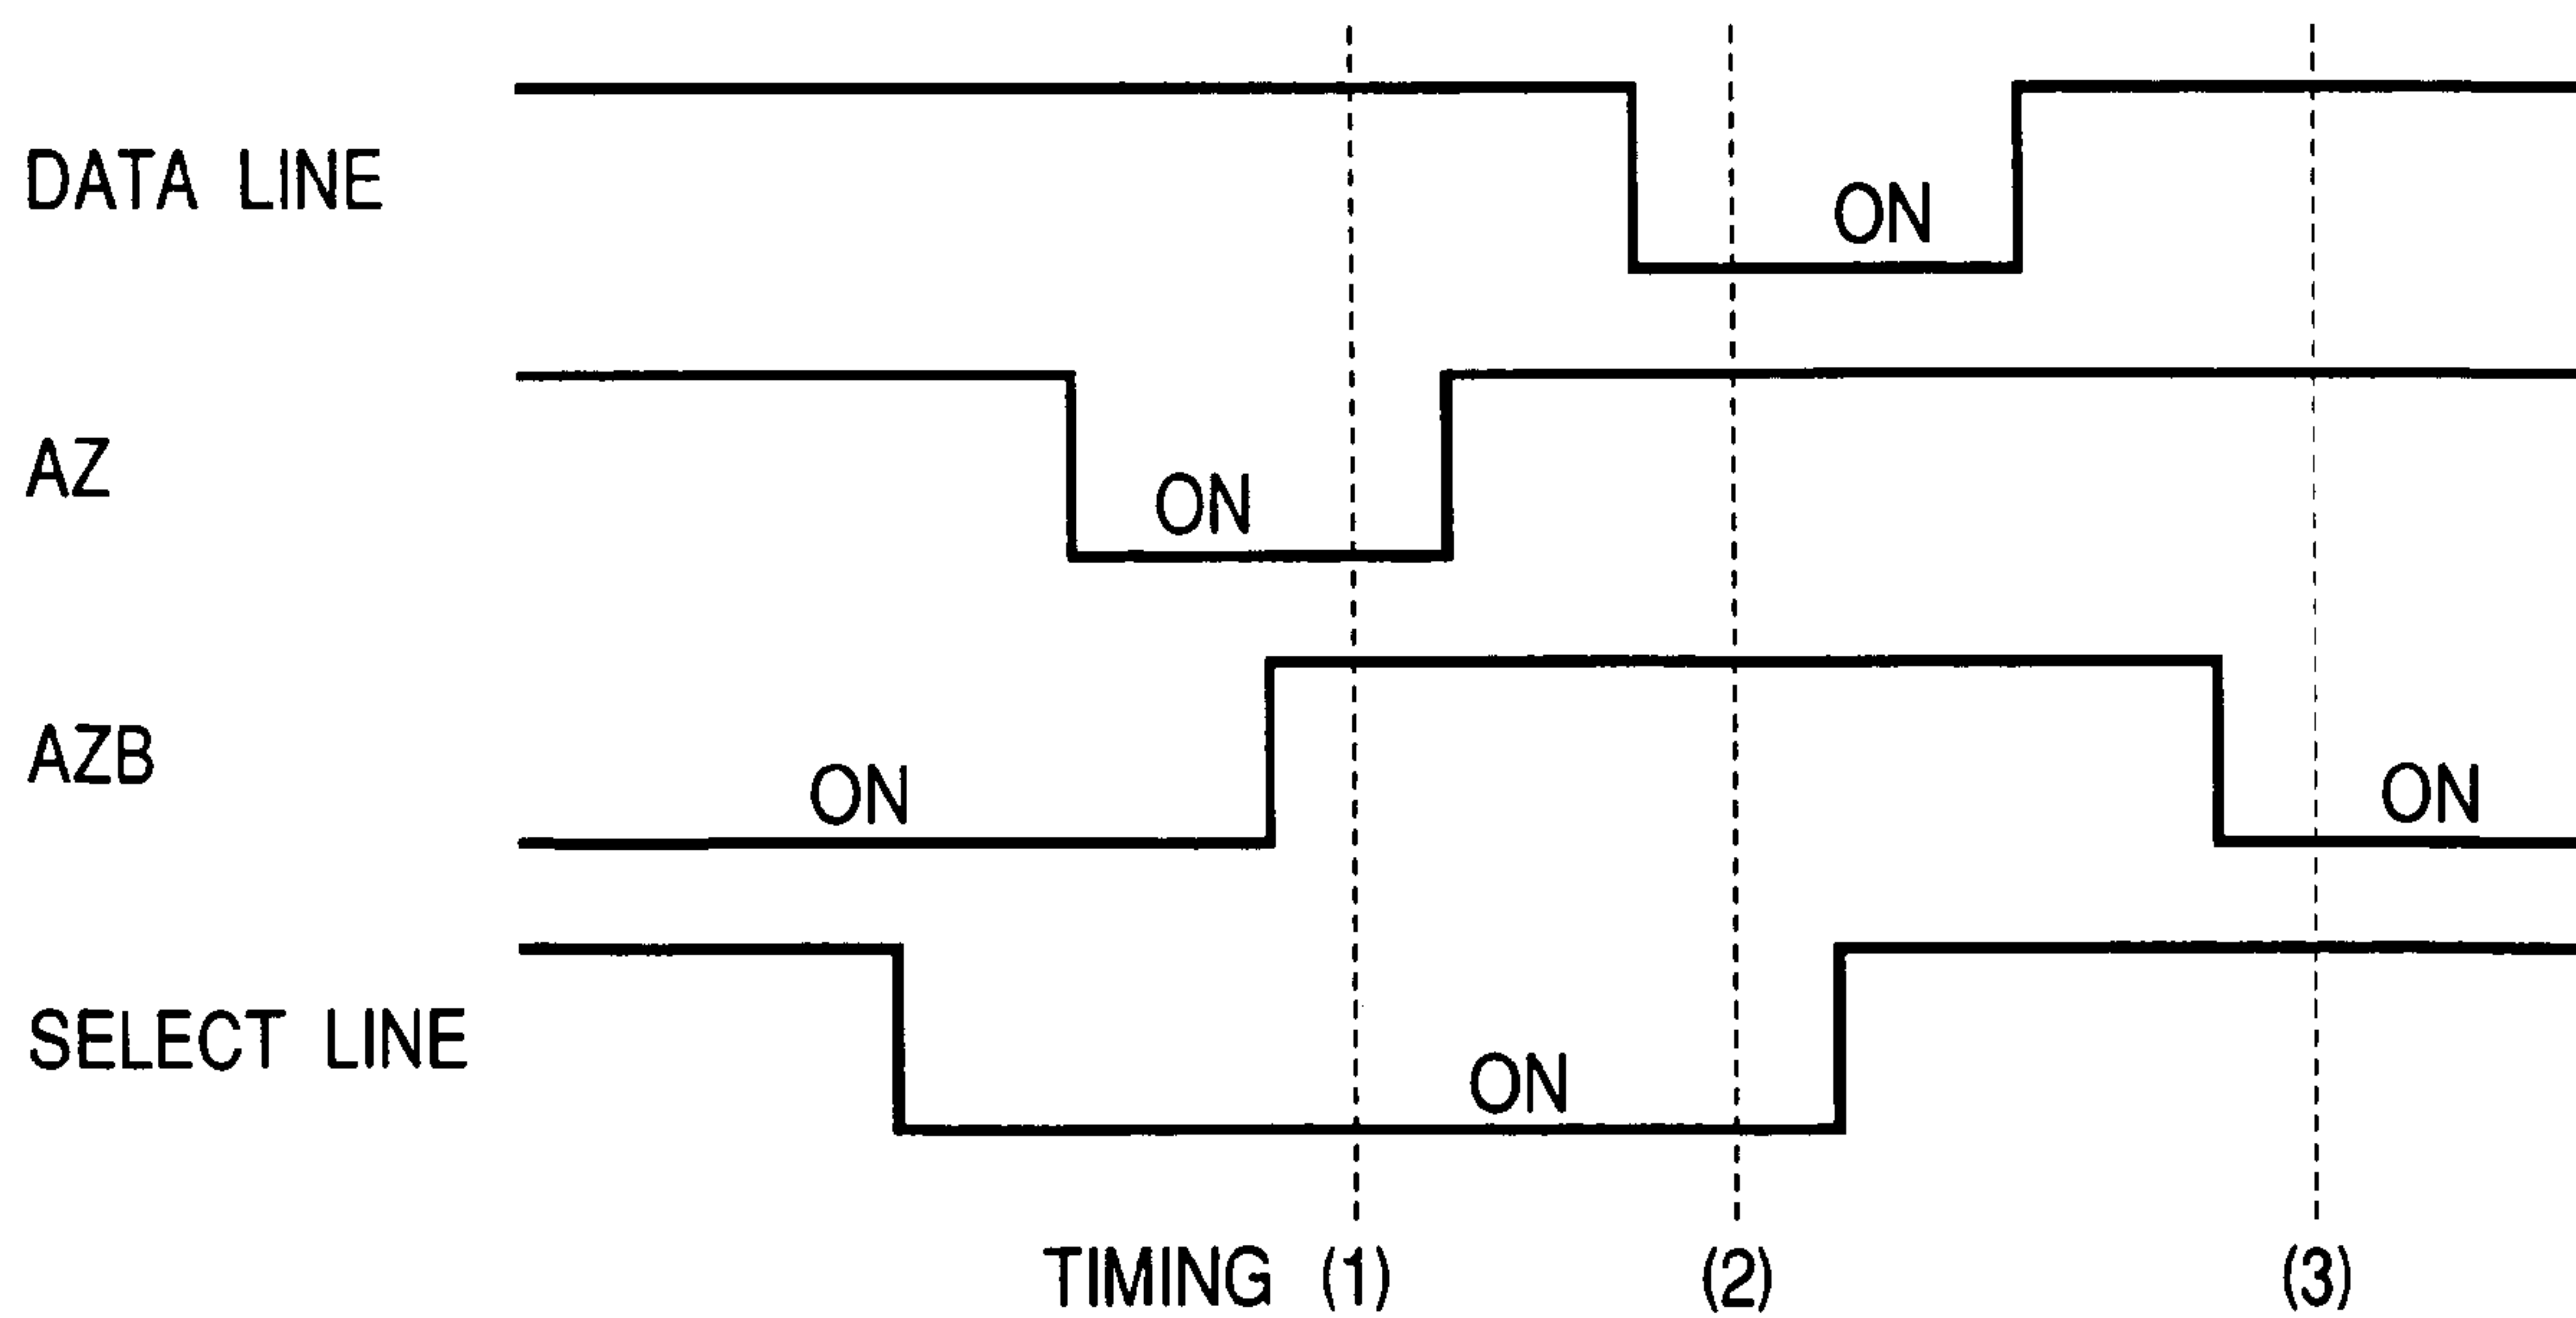 DATA LINE
ON
AZ
ON
AZB
ON
ON
SELECT LINE
ON
TIMING (1) (2) (3)